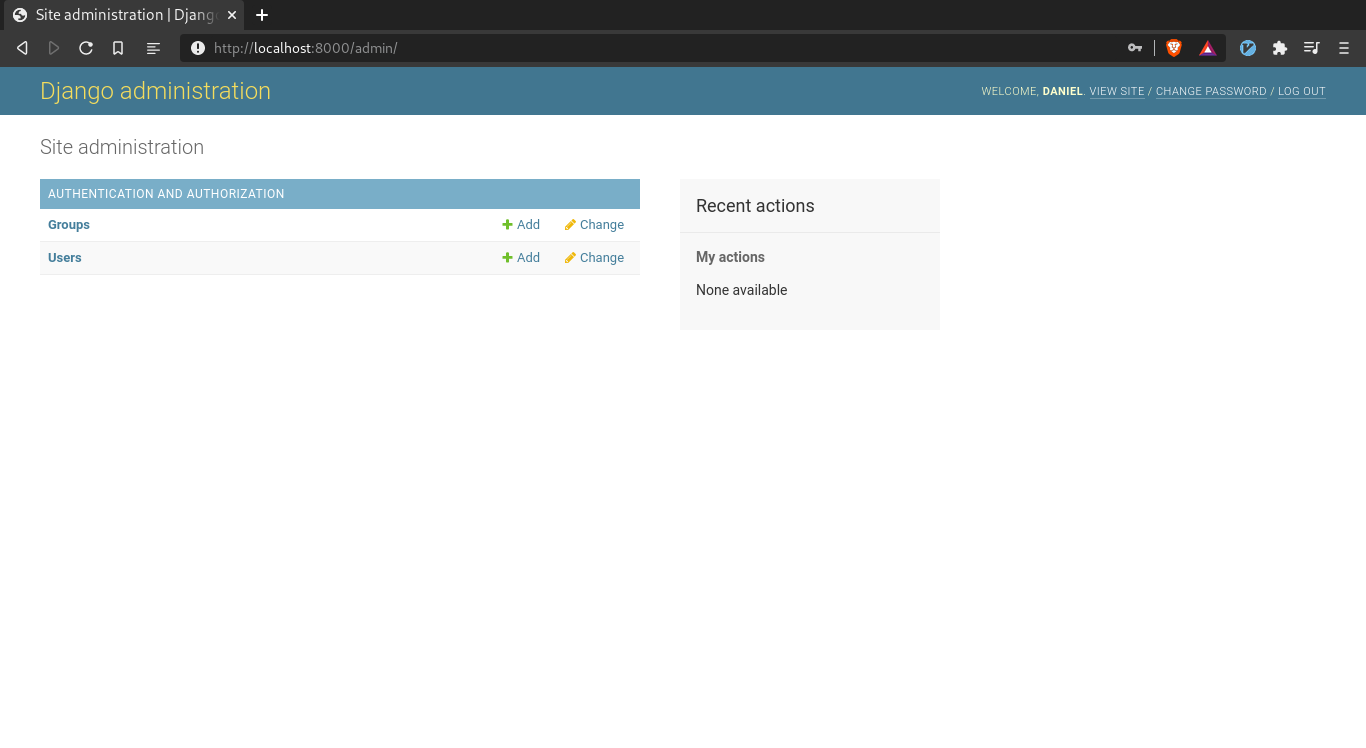 Site administration | Djang
http://localhost:8000/admin/
Django administration
WELCOME, DANIEL. VIEW SITE / CHANGE PASSWORD / LOG OUT
Site administration
AUTHENTICATION AND AUTHORIZATION
Groups Add Change
Users Add Change
Recent actions
My actions
None available